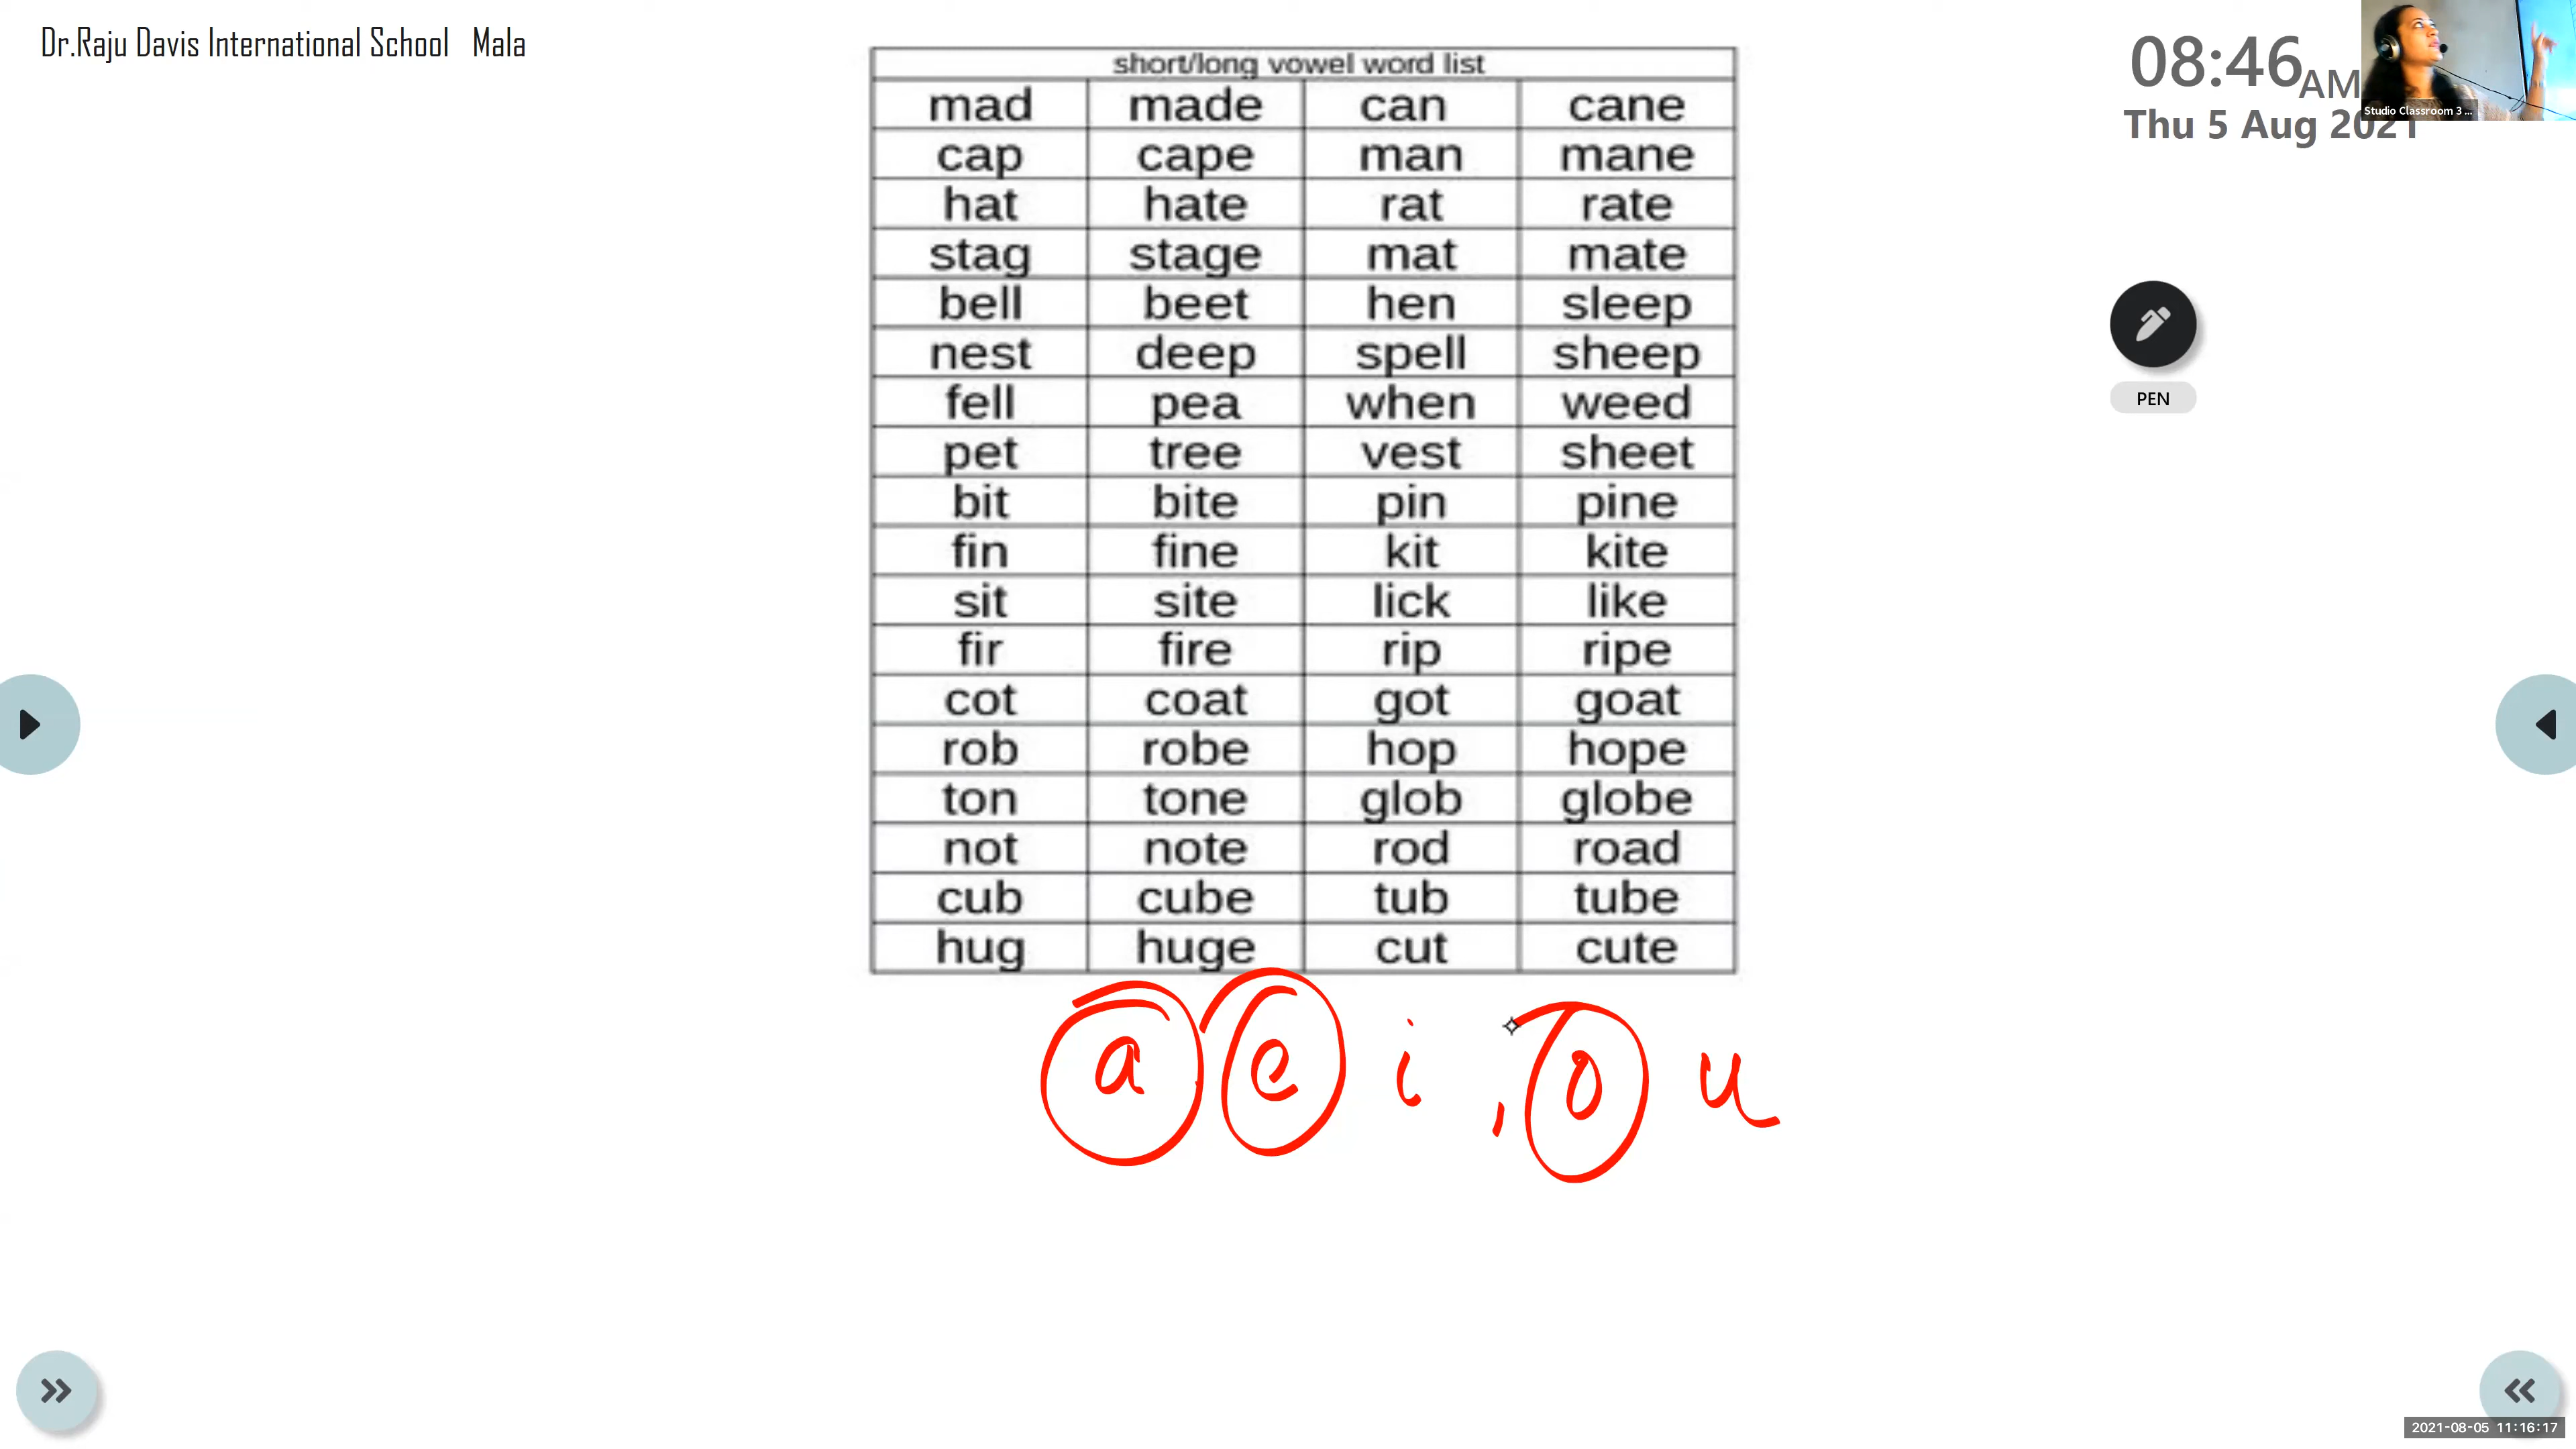 Dr.Raju Davis International School Mala
08:46 AM
Thu 5 Aug 2021
Studio Classroom 3 ...
short/long vowel word list
mad made can cane
cap cape man mane
hat hate rat rate
stag stage mat mate
bell beet hen sleep
nest deep spell sheep
fell pea when weed
pet tree vest sheet
bit bite pin pine
fin fine kit kite
sit site lick like
fir fire rip ripe
cot coat got goat
rob robe hop hope
ton tone glob globe
not note rod road
cub cube tub tube
hug huge cut cute
PEN
a e i , o u
2021-08-05 11:16:17